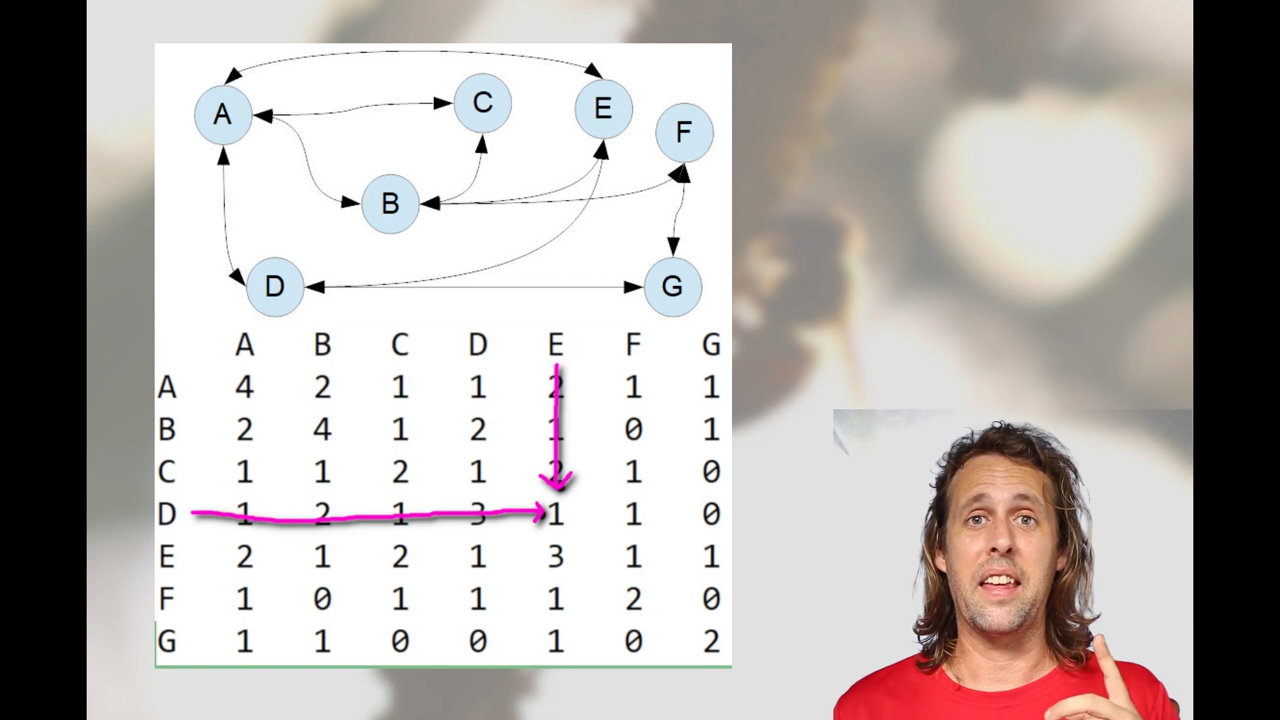 A
C
E
F
B
D
G
A B C D E F G
A 4 2 1 1 2 1 1
B 2 4 1 2 1 0 1
C 1 1 2 1 2 1 0
D 1 2 1 3 1 1 0
E 2 1 2 1 3 1 1
F 1 0 1 1 1 2 0
G 1 1 0 0 1 0 2